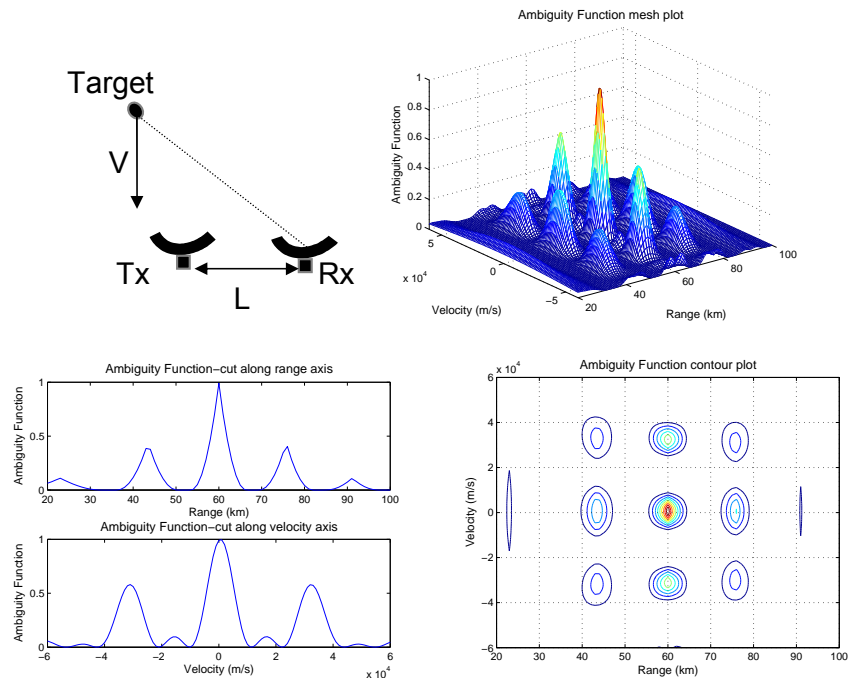 Target
V
Tx
L
Rx
Ambiguity Function mesh plot
Ambiguity Function
1
0.8
0.6
0.4
0.2
0
5
0
−5
x 10^4
Velocity (m/s)
20
40
60
80
100
Range (km)
Ambiguity Function−cut along range axis
Ambiguity Function
1
0.5
0
20 30 40 50 60 70 80 90 100
Range (km)
Ambiguity Function−cut along velocity axis
Ambiguity Function
1
0.5
0
−6 −4 −2 0 2 4 6
Velocity (m/s)
x 10^4
Ambiguity Function contour plot
x 10^4
Velocity (m/s)
6
4
2
0
−2
−4
−6
20 30 40 50 60 70 80 90 100
Range (km)